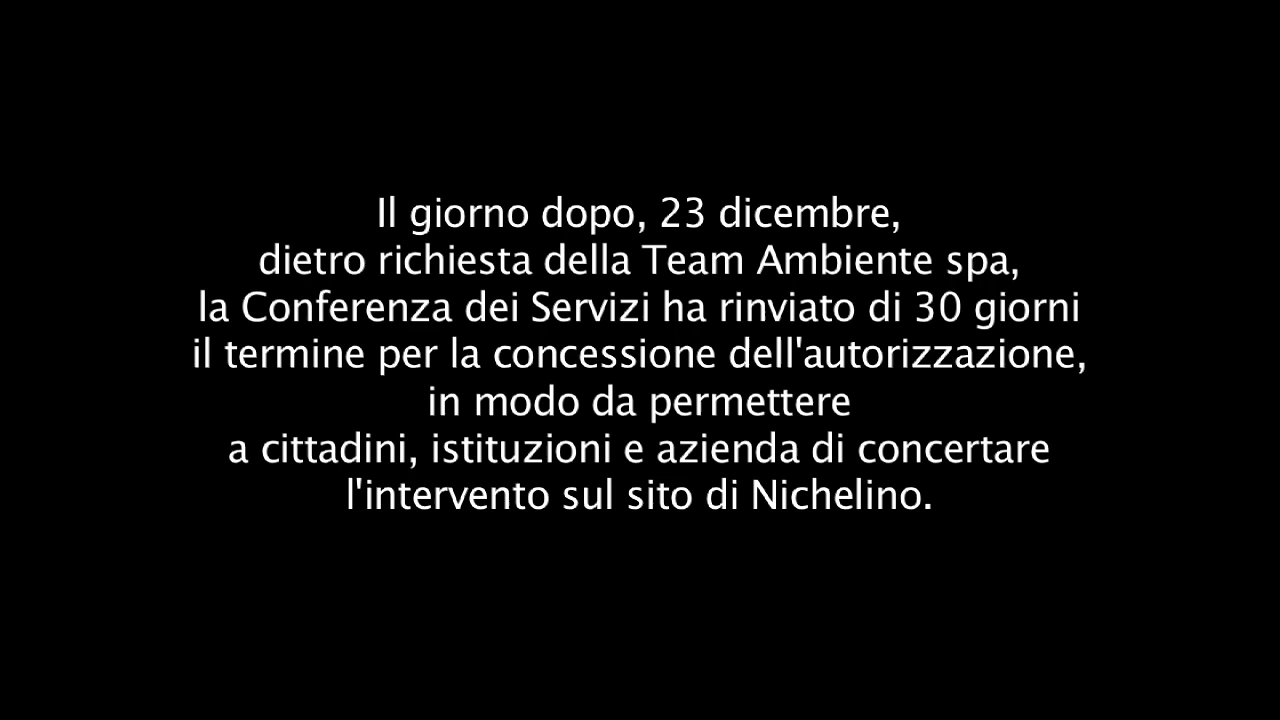 Il giorno dopo, 23 dicembre,
dietro richiesta della Team Ambiente spa,
la Conferenza dei Servizi ha rinviato di 30 giorni
il termine per la concessione dell'autorizzazione,
in modo da permettere
a cittadini, istituzioni e azienda di concertare
l'intervento sul sito di Nichelino.